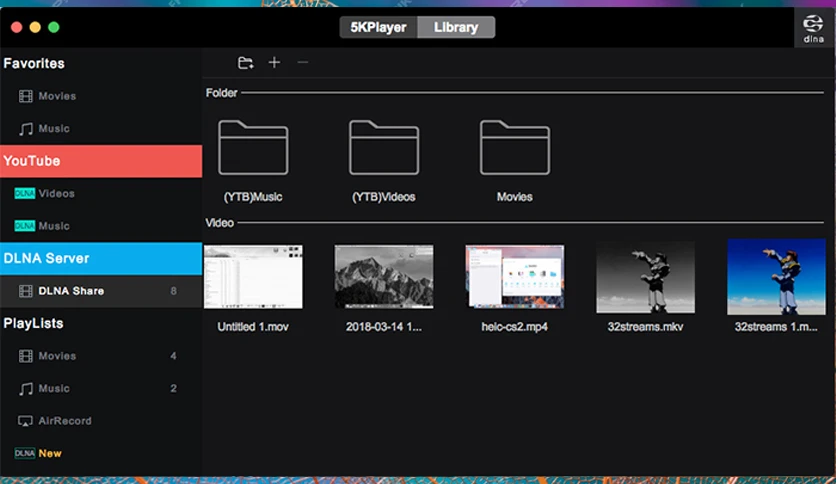 5KPlayer Library
dlna
Favorites
Movies
Music
YouTube
DLNA Videos
DLNA Music
DLNA Server
DLNA Share 8
PlayLists
Movies 4
Music 2
AirRecord
DLNA New
Folder
(YTB)Music (YTB)Videos Movies
Video
Untitled 1.mov 2018-03-14 1... heic-cs2.mp4 32streams.mkv 32streams 1.m...